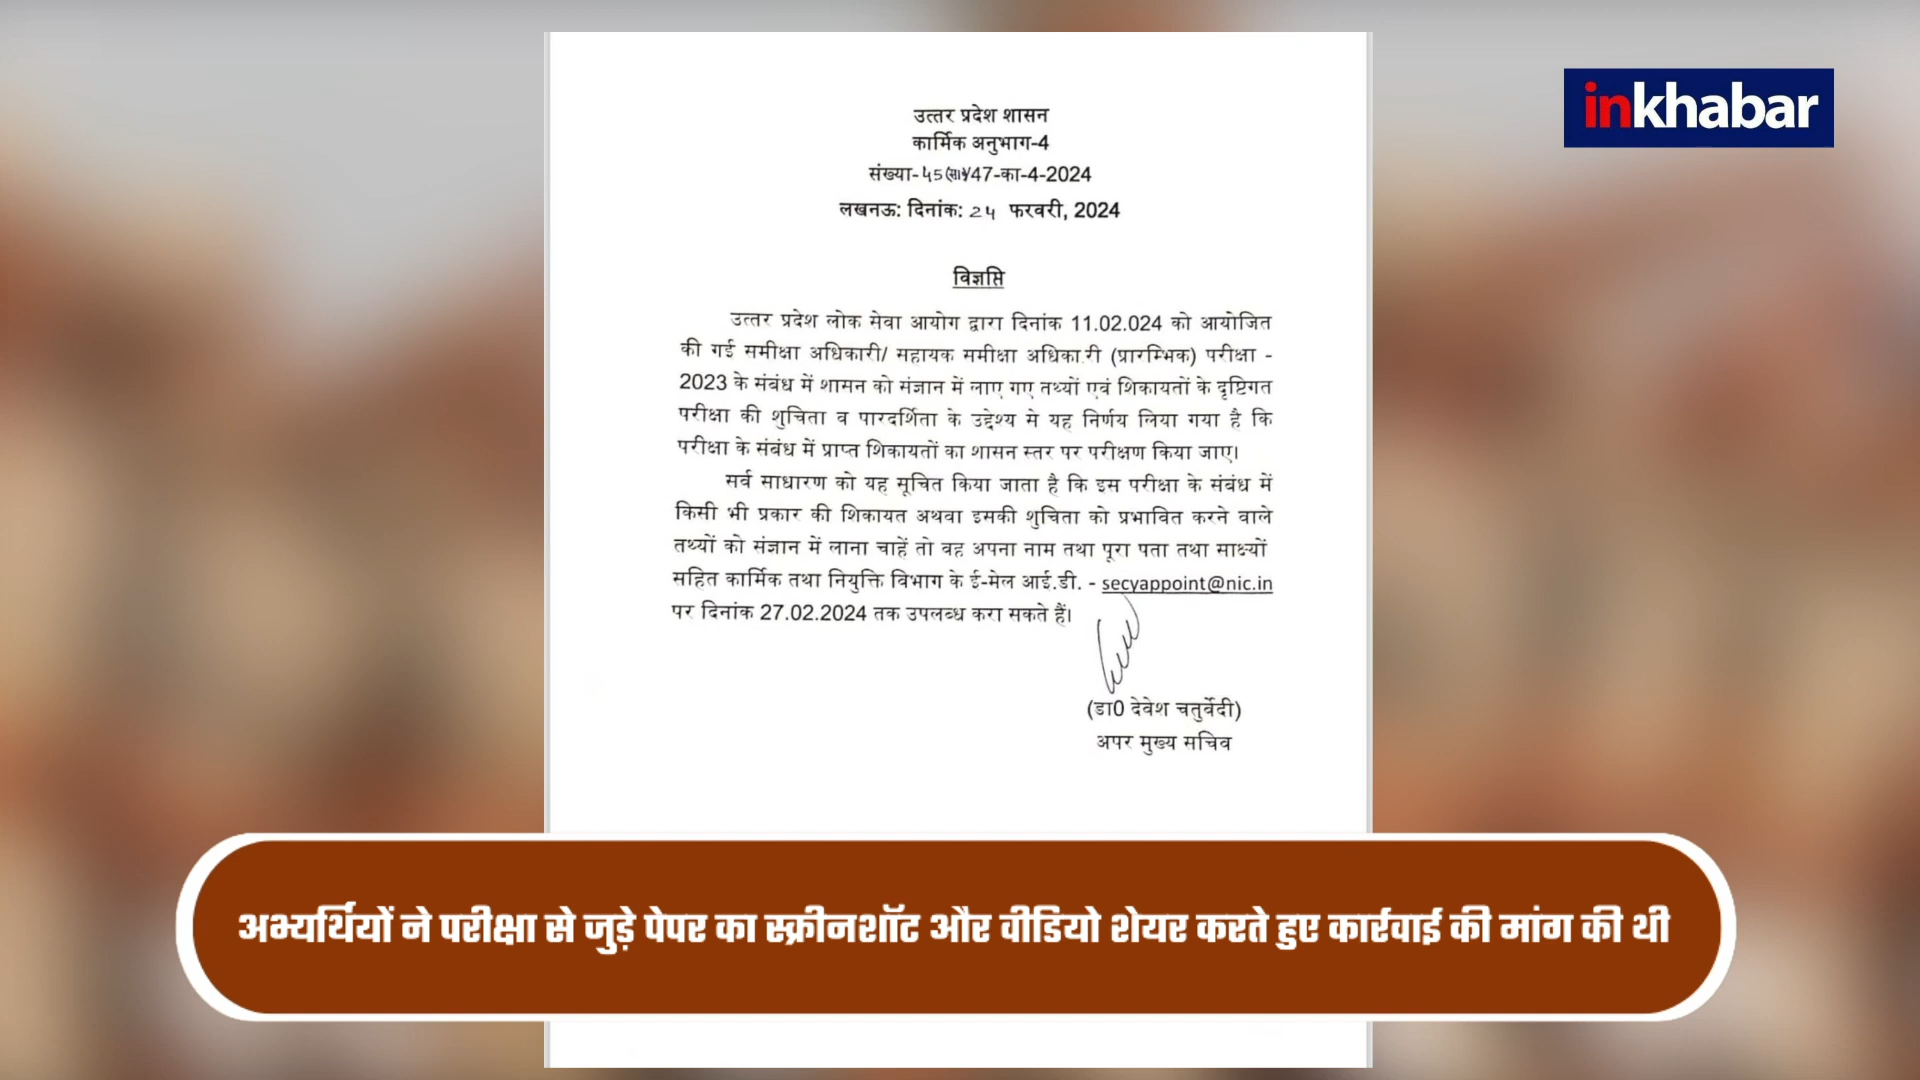 inkhabar
उत्तर प्रदेश शासन
कार्मिक अनुभाग-4
संख्या-45(सा)/47-का-4-2024
लखनऊ: दिनांक: 24 फरवरी, 2024
विज्ञप्ति
उत्तर प्रदेश लोक सेवा आयोग द्वारा दिनांक 11.02.024 को आयोजित
की गई समीक्षा अधिकारी/ सहायक समीक्षा अधिकारी (प्रारम्भिक) परीक्षा -
2023 के संबंध में शासन को संज्ञान में लाए गए तथ्यों एवं शिकायतों के दृष्टिगत
परीक्षा की शुचिता व पारदर्शिता के उद्देश्य से यह निर्णय लिया गया है कि
परीक्षा के संबंध में प्राप्त शिकायतों का शासन स्तर पर परीक्षण किया जाए।
सर्व साधारण को यह सूचित किया जाता है कि इस परीक्षा के संबंध में
किसी भी प्रकार की शिकायत अथवा इसकी शुचिता को प्रभावित करने वाले
तथ्यों को संज्ञान में लाना चाहें तो वह अपना नाम तथा पूरा पता तथा साक्ष्यों
सहित कार्मिक तथा नियुक्ति विभाग के ई-मेल आई.डी. - secyappoint@nic.in
पर दिनांक 27.02.2024 तक उपलब्ध करा सकते हैं।
(डा0 देवेश चतुर्वेदी)
अपर मुख्य सचिव
अभ्यर्थियों ने परीक्षा से जुड़े पेपर का स्क्रीनशॉट और वीडियो शेयर करते हुए कार्रवाई की मांग की थी